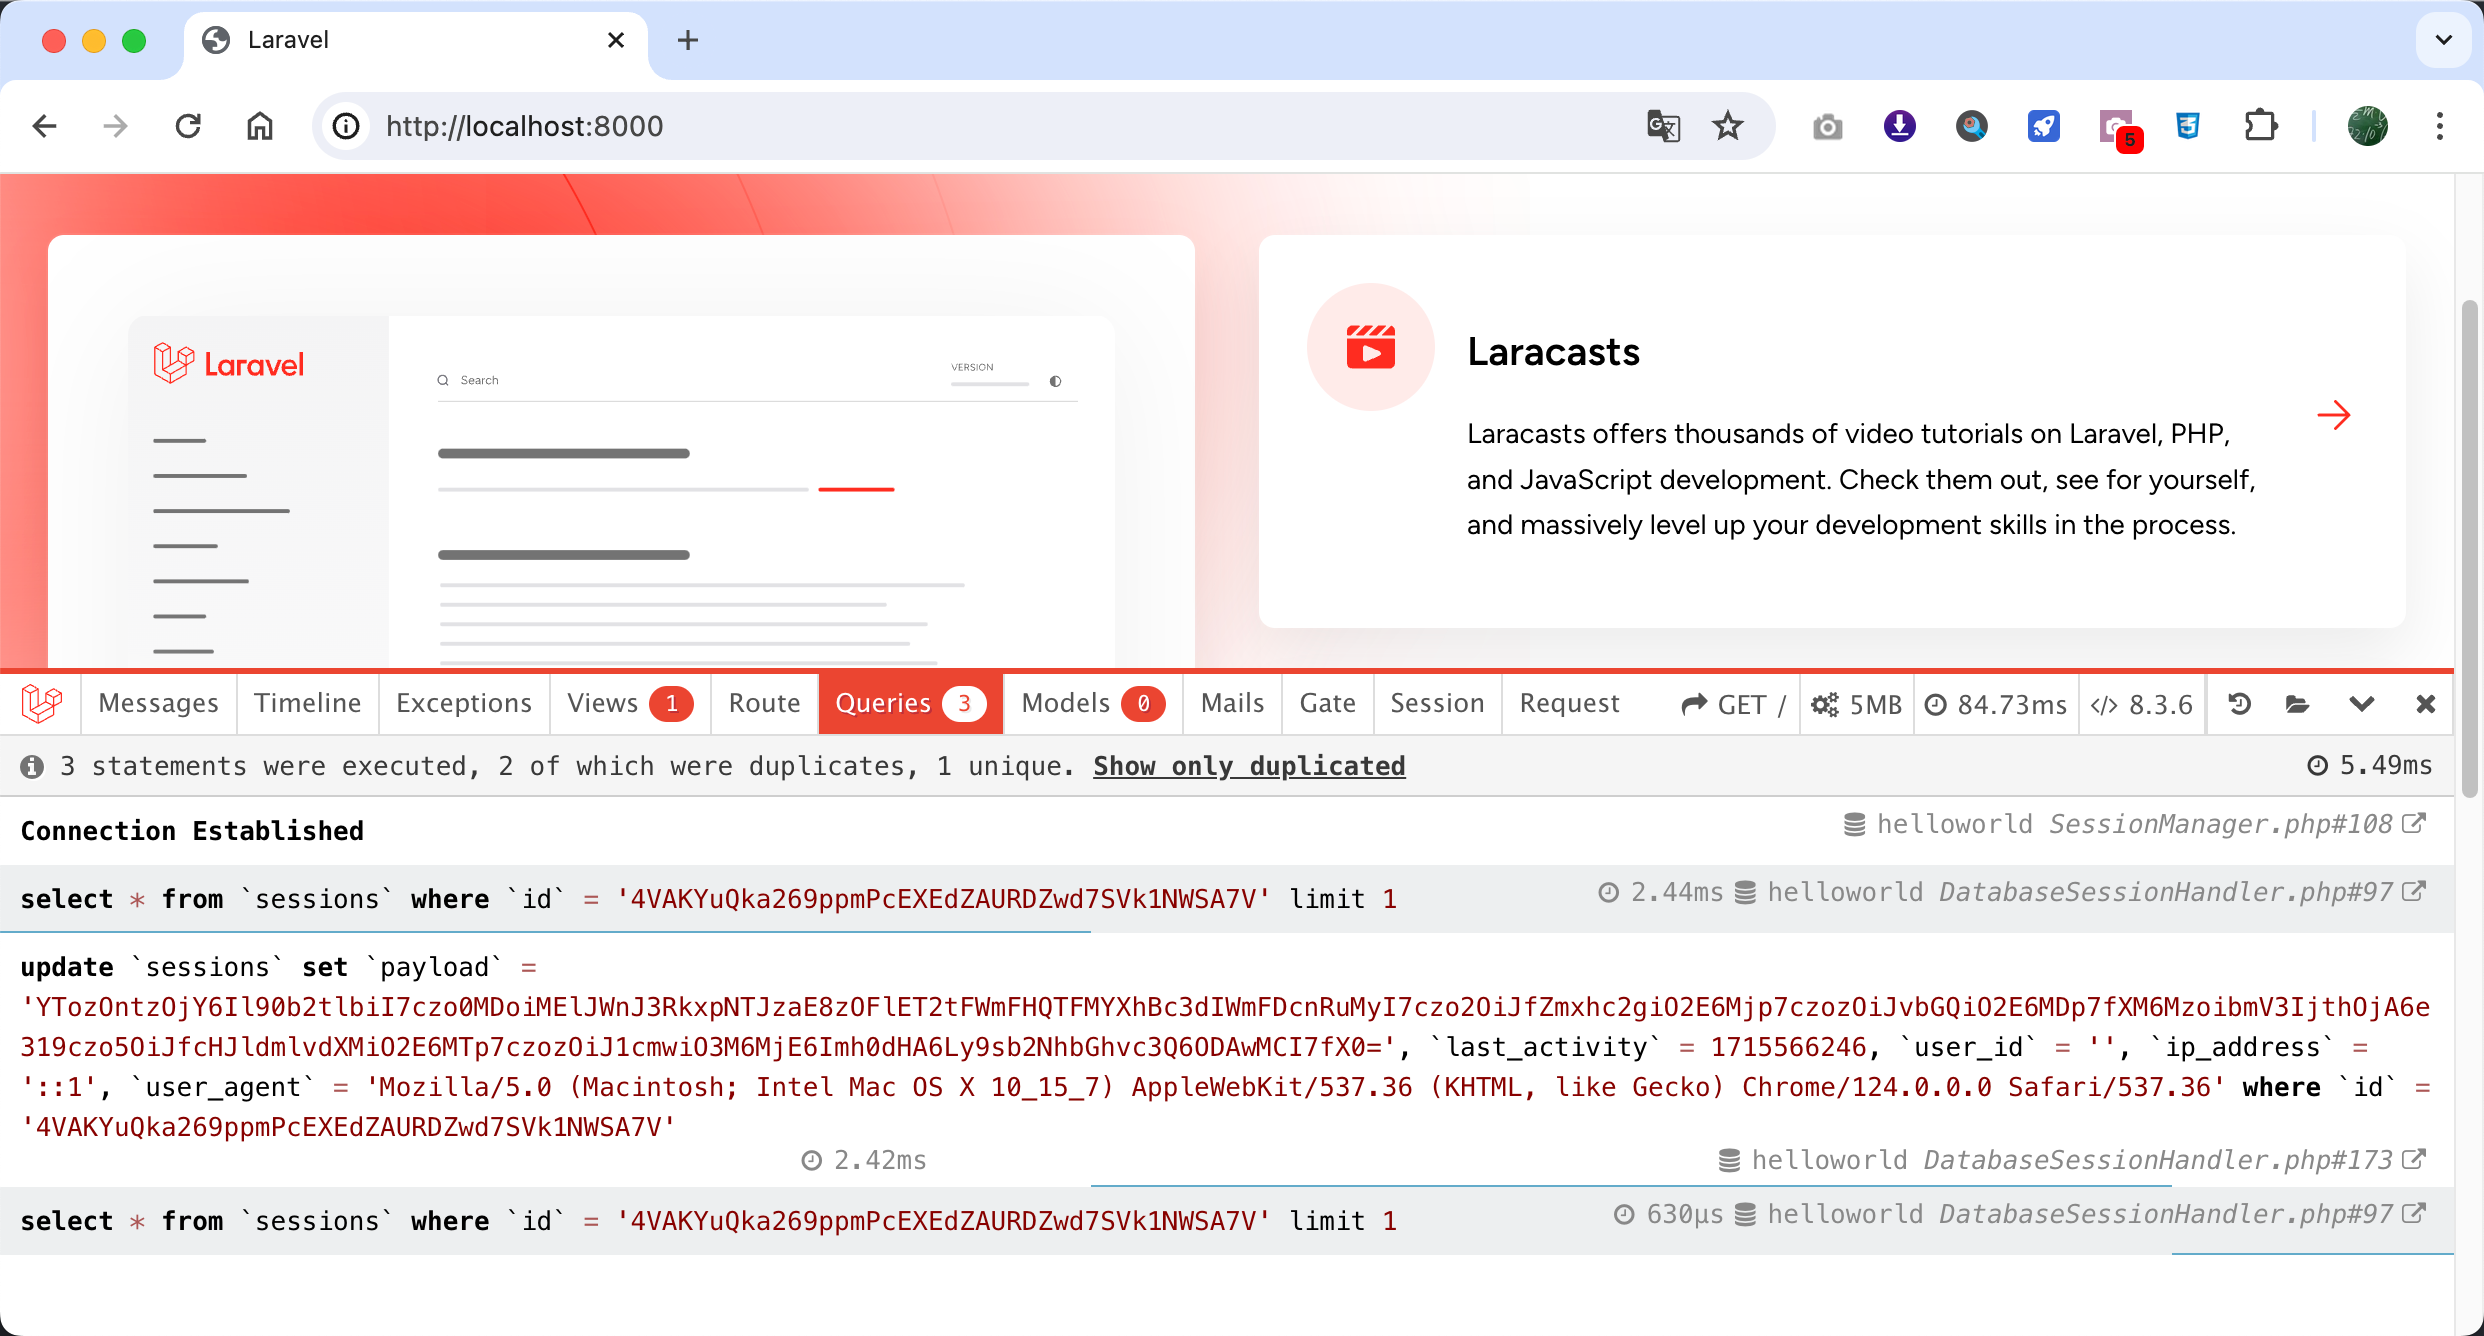 Laravel
http://localhost:8000
5
Laravel
Search
VERSION
Laracasts
Laracasts offers thousands of video tutorials on Laravel, PHP,
and JavaScript development. Check them out, see for yourself,
and massively level up your development skills in the process.
Messages Timeline Exceptions Views 1 Route Queries 3 Models 0 Mails Gate Session Request GET / 5MB 84.73ms </> 8.3.6
3 statements were executed, 2 of which were duplicates, 1 unique. Show only duplicated 5.49ms
Connection Established helloworld SessionManager.php#108
select * from `sessions` where `id` = '4VAKYuQka269ppmPcEXEdZAURDZwd7SVk1NWSA7V' limit 1 2.44ms helloworld DatabaseSessionHandler.php#97
update `sessions` set `payload` =
'YTozOntzOjY6Il90b2tlbiI7czo0MDoiMElJWnJ3RkxpNTJzaE8zOFlET2tFWmFHQTFMYXhBc3dIWmFDcnRuMyI7czo2OiJfZmxhc2giO2E6Mjp7czozOiJvbGQiO2E6MDp7fXM6MzoibmV3IjthOjA6e
319czo5OiJfcHJldmlvdXMiO2E6MTp7czozOiJ1cmwiO3M6MjE6Imh0dHA6Ly9sb2NhbGhvc3Q6ODAwMCI7fX0=', `last_activity` = 1715566246, `user_id` = '', `ip_address` =
'::1', `user_agent` = 'Mozilla/5.0 (Macintosh; Intel Mac OS X 10_15_7) AppleWebKit/537.36 (KHTML, like Gecko) Chrome/124.0.0.0 Safari/537.36' where `id` =
'4VAKYuQka269ppmPcEXEdZAURDZwd7SVk1NWSA7V'
2.42ms helloworld DatabaseSessionHandler.php#173
select * from `sessions` where `id` = '4VAKYuQka269ppmPcEXEdZAURDZwd7SVk1NWSA7V' limit 1 630μs helloworld DatabaseSessionHandler.php#97